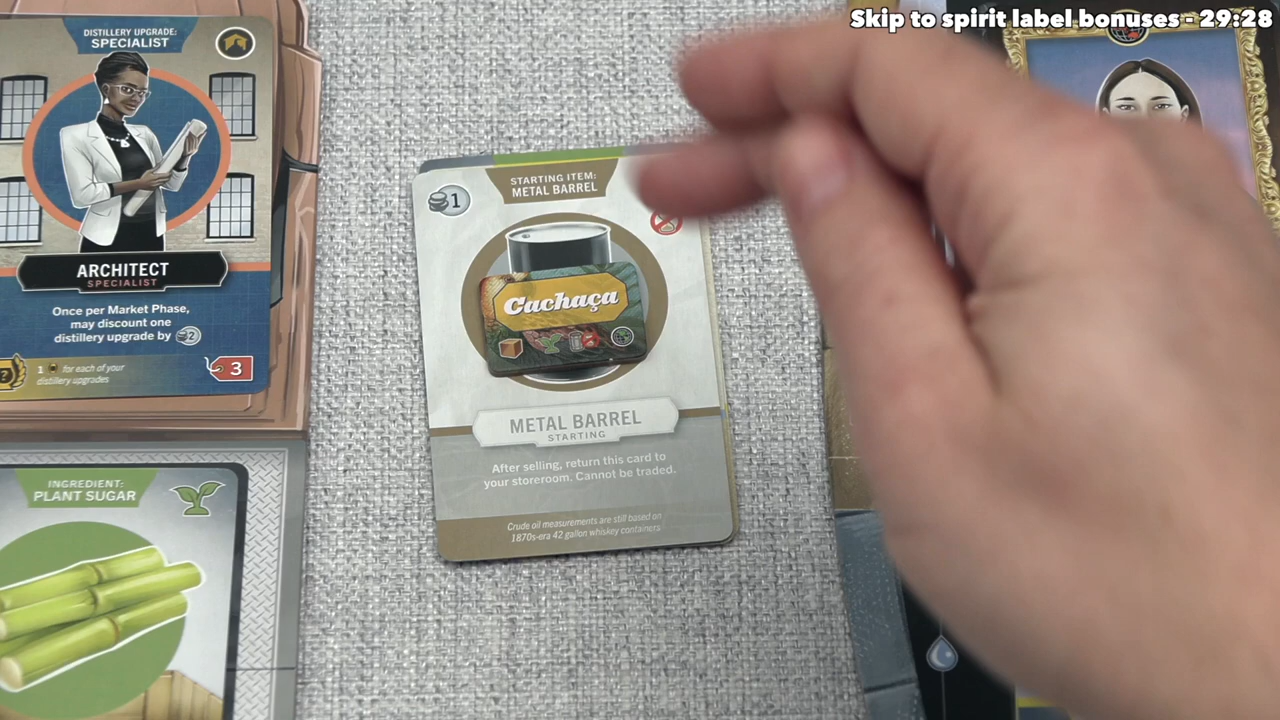 Skip to spirit label bonuses - 29:28
DISTILLERY UPGRADE:
SPECIALIST
ARCHITECT
SPECIALIST
Once per Market Phase,
may discount one
distillery upgrade by 2
?
1 for each of your
distillery upgrades
3
INGREDIENT:
PLANT SUGAR
STARTING ITEM:
METAL BARREL
1
Cachaça
METAL BARREL
STARTING
After selling, return this card to
your storeroom. Cannot be traded.
Crude oil measurements are still based on
1870s-era 42 gallon whiskey containers.